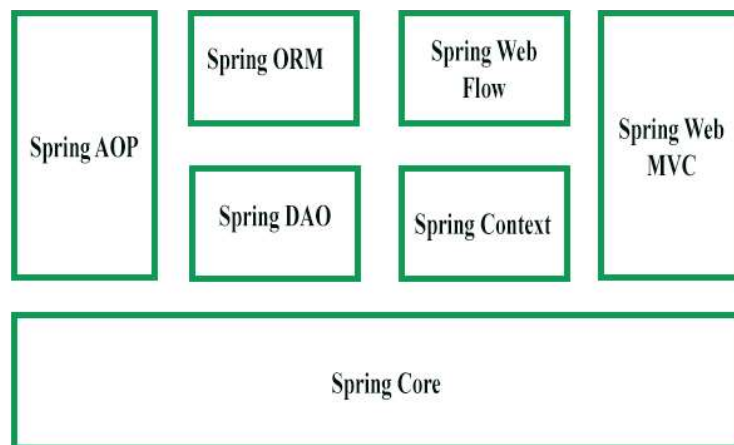 Spring AOP
Spring ORM
Spring Web
Flow
Spring Web
MVC
Spring DAO
Spring Context
Spring Core